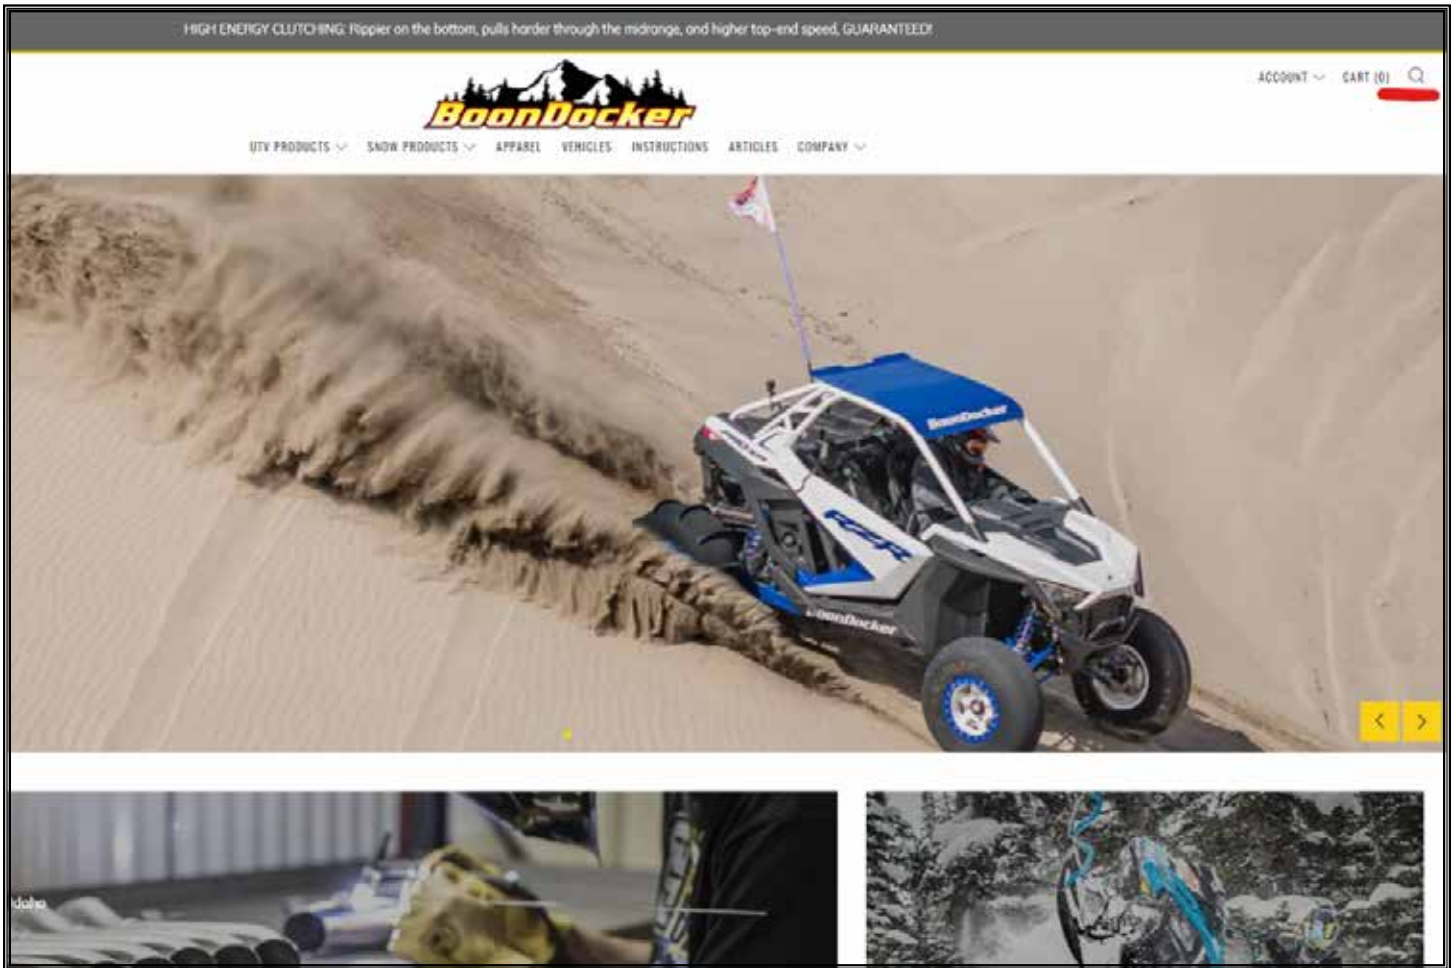 HIGH ENERGY CLUTCHING: Rippier on the bottom, pulls harder through the midrange, and higher top-end speed, GUARANTEED!
ACCOUNT CART (0)
BoonDocker
UTV PRODUCTS SNOW PRODUCTS APPAREL VEHICLES INSTRUCTIONS ARTICLES COMPANY
BoonDocker
RZR
BoonDocker
Idaho